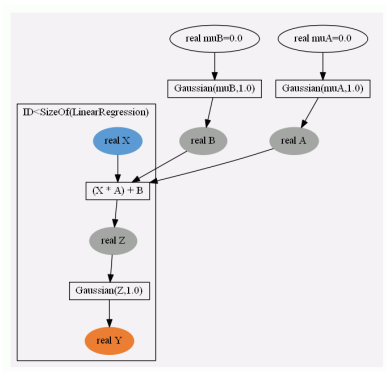 real muB=0.0
real muA=0.0
Gaussian(muB,1.0)
Gaussian(muA,1.0)
ID<SizeOf(LinearRegression)
real X
real B
real A
(X * A) + B
real Z
Gaussian(Z,1.0)
real Y